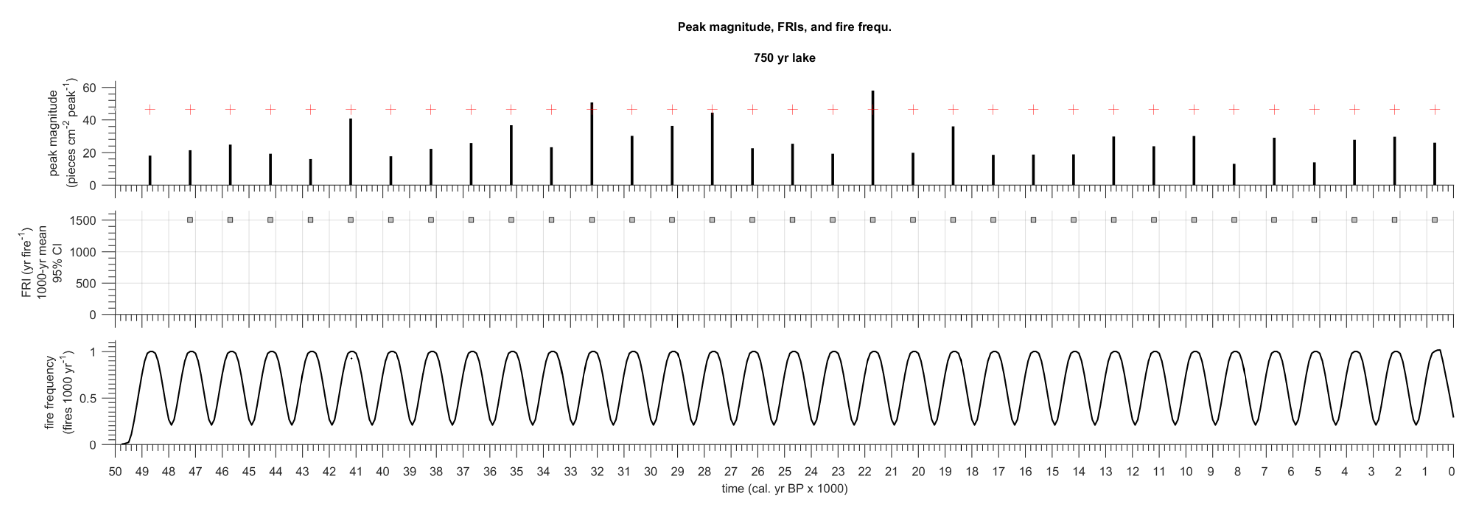 Peak magnitude, FRIs, and fire frequ.
750 yr lake
peak magnitude
(pieces cm-2 peak-1)
60
40
20
0
FRI (yr fire-1)
1000-yr mean
95% CI
1500
1000
500
0
fire frequency
(fires 1000 yr-1)
1
0.5
0
50 49 48 47 46 45 44 43 42 41 40 39 38 37 36 35 34 33 32 31 30 29 28 27 26 25 24 23 22 21 20 19 18 17 16 15 14 13 12 11 10 9 8 7 6 5 4 3 2 1 0
time (cal. yr BP x 1000)